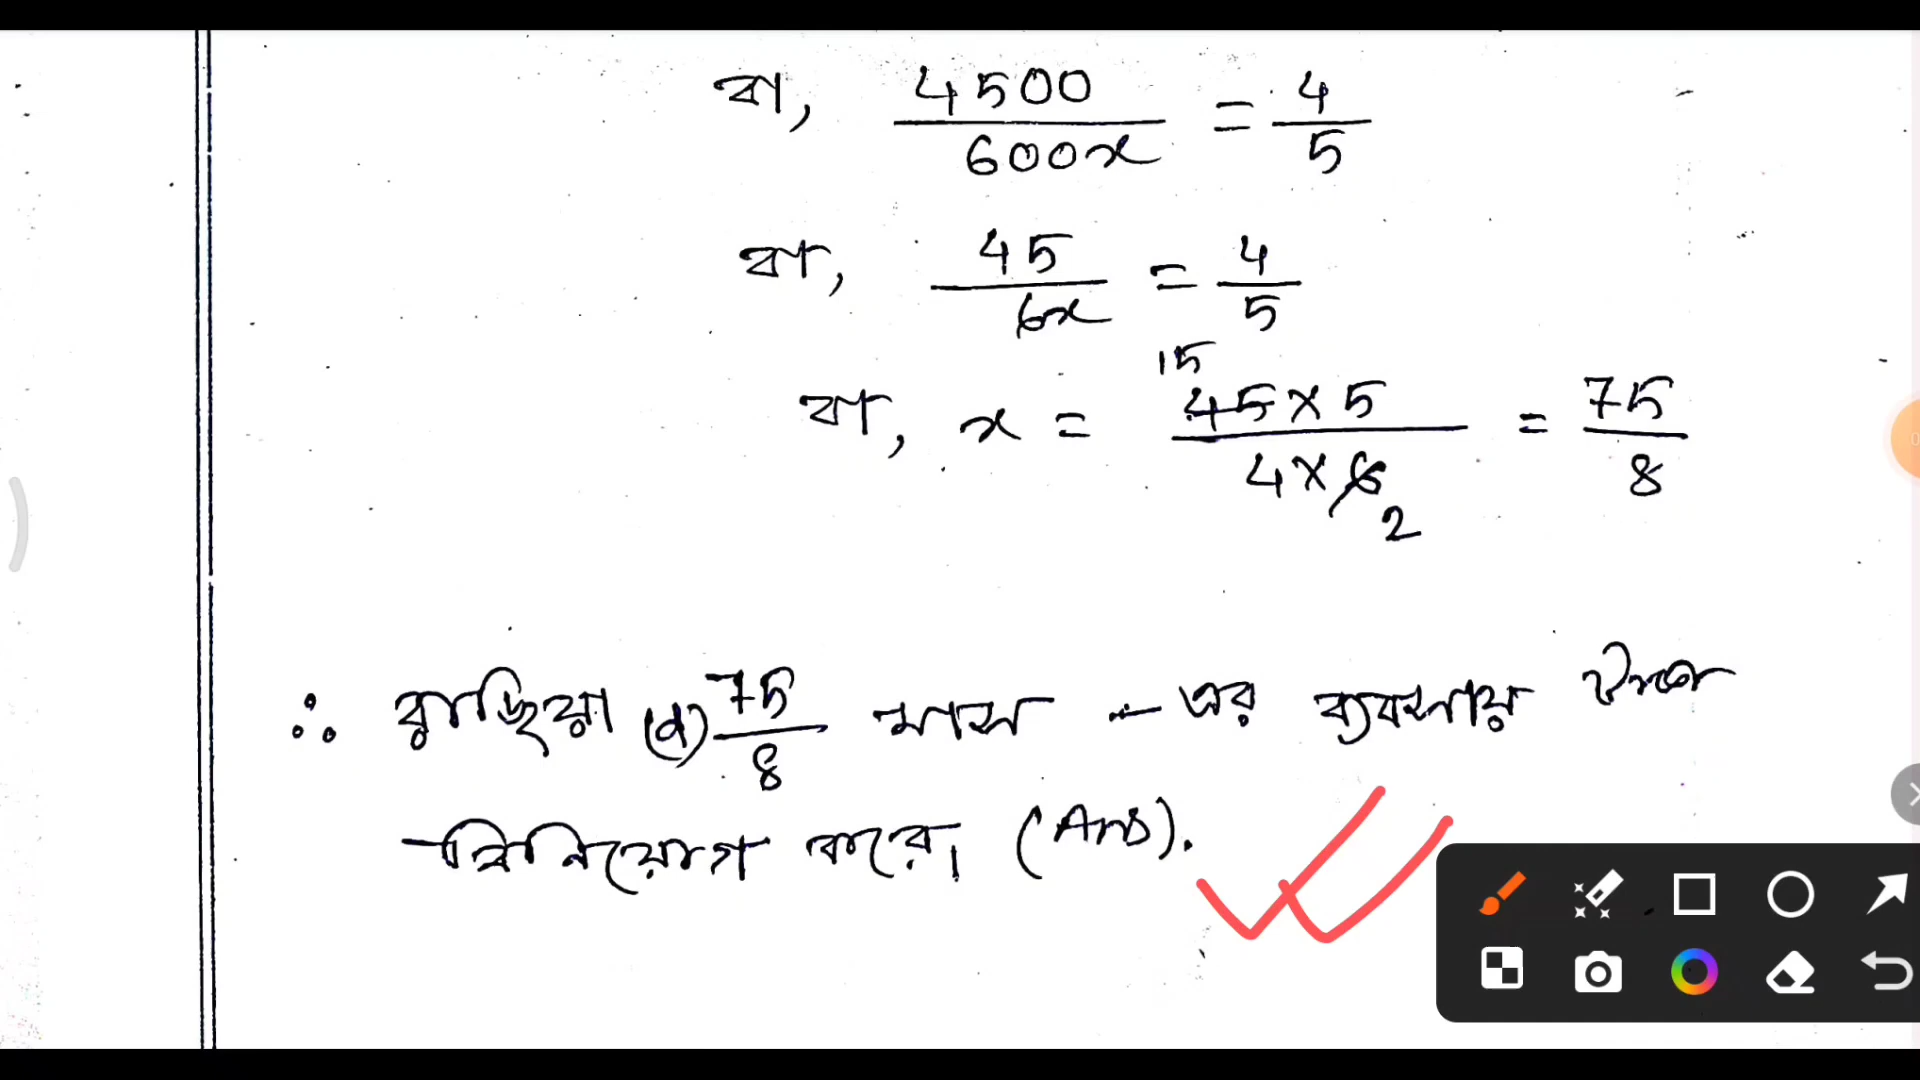 বা, 4500/600x = 4/5
বা, 45/6x = 4/5
বা, x = 45×5/4×6 = 75/8
15
2
∴ রাজিয়া 75/8 মাস -এর ব্যবসায় টাকা
বিনিয়োগ করে। (Ans).